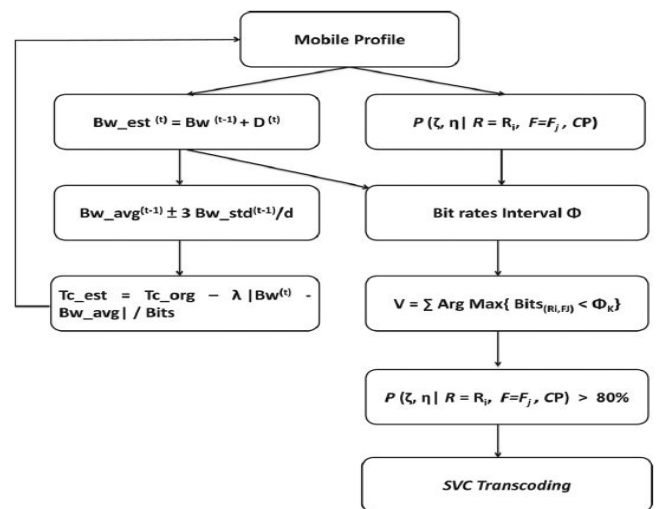 Mobile Profile
Bw_est (t) = Bw (t-1) + D (t)
P (ζ, η| R = Ri, F=Fj , CP)
Bw_avg(t-1) ± 3 Bw_std(t-1)/d
Bit rates Interval Φ
Tc_est = Tc_org – λ |Bw(t) -
Bw_avg| / Bits
V = ∑ Arg Max{ Bits(Ri,FJ) < ΦK}
P (ζ, η| R = Ri, F=Fj , CP) > 80%
SVC Transcoding